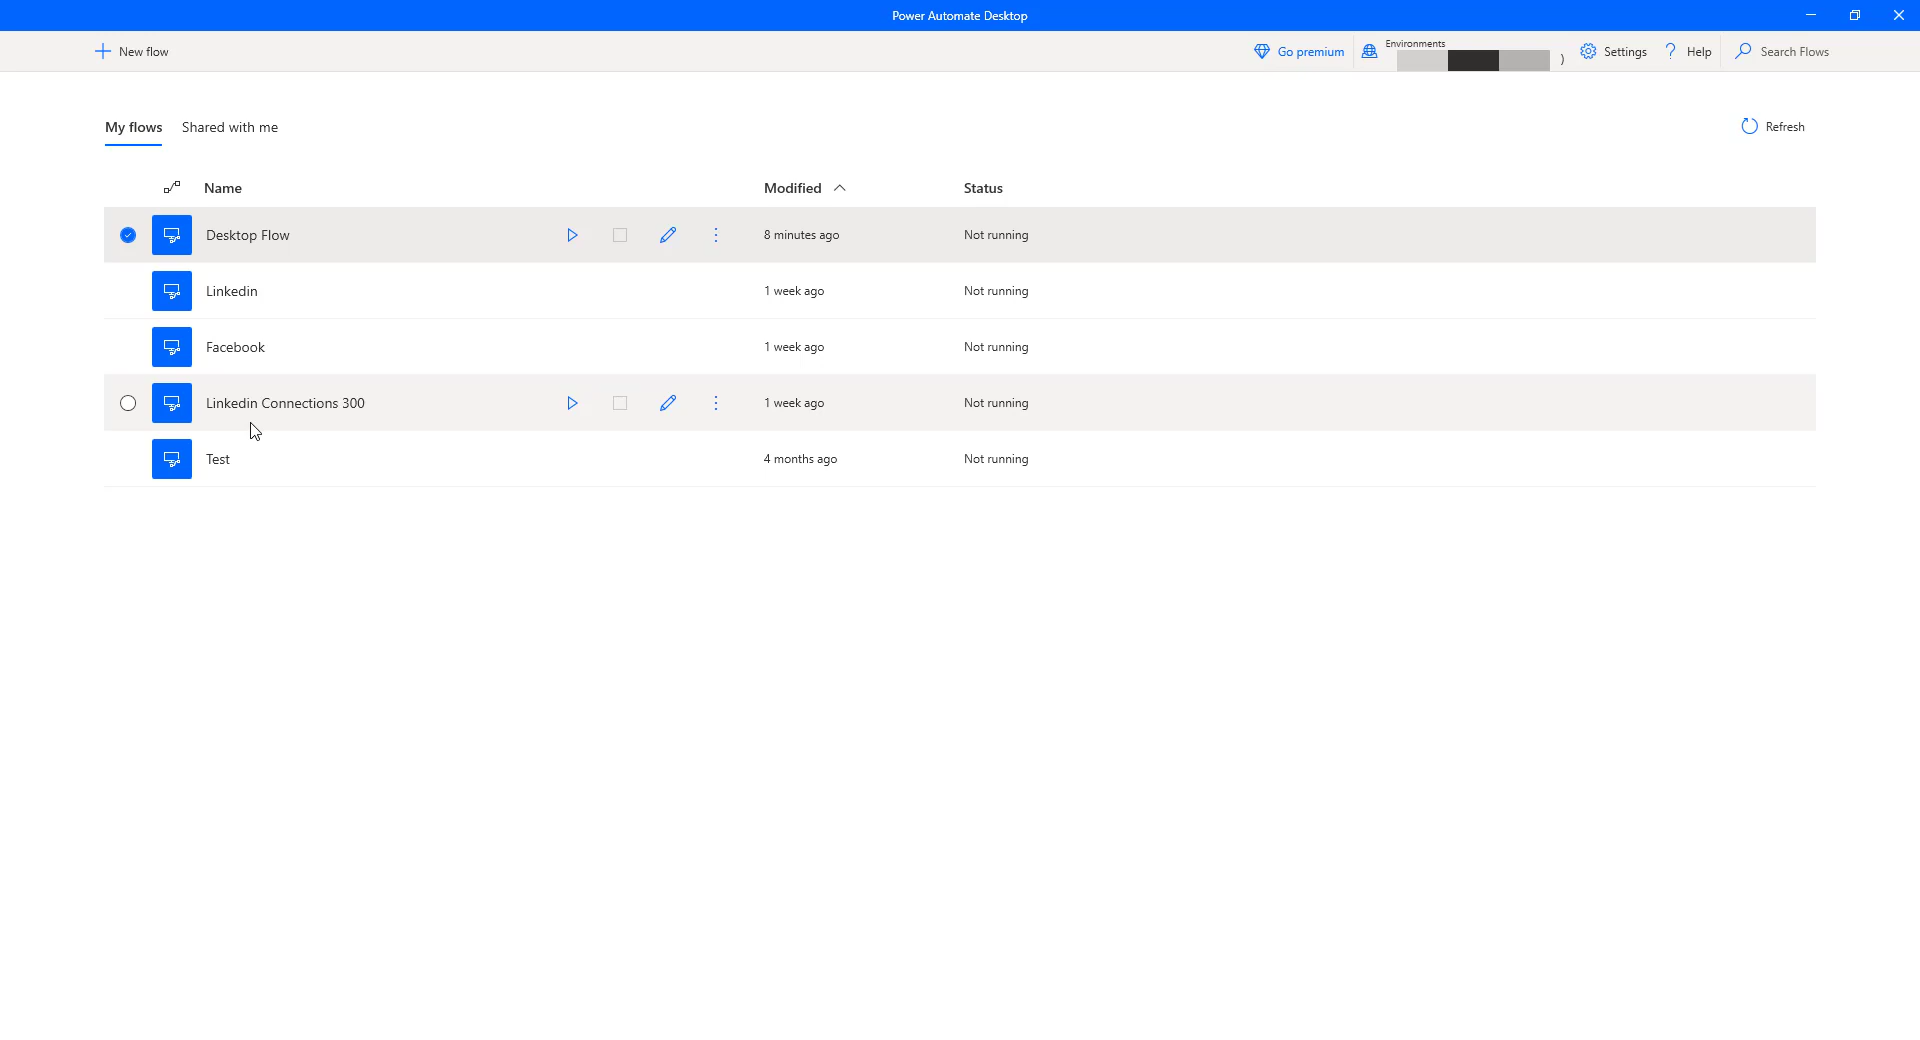 Power Automate Desktop
New flow
Go premium
Environments
)
Settings
Help
Search Flows
My flows
Shared with me
Refresh
Name
Modified
Status
Desktop Flow
8 minutes ago
Not running
Linkedin
1 week ago
Not running
Facebook
1 week ago
Not running
Linkedin Connections 300
1 week ago
Not running
Test
4 months ago
Not running